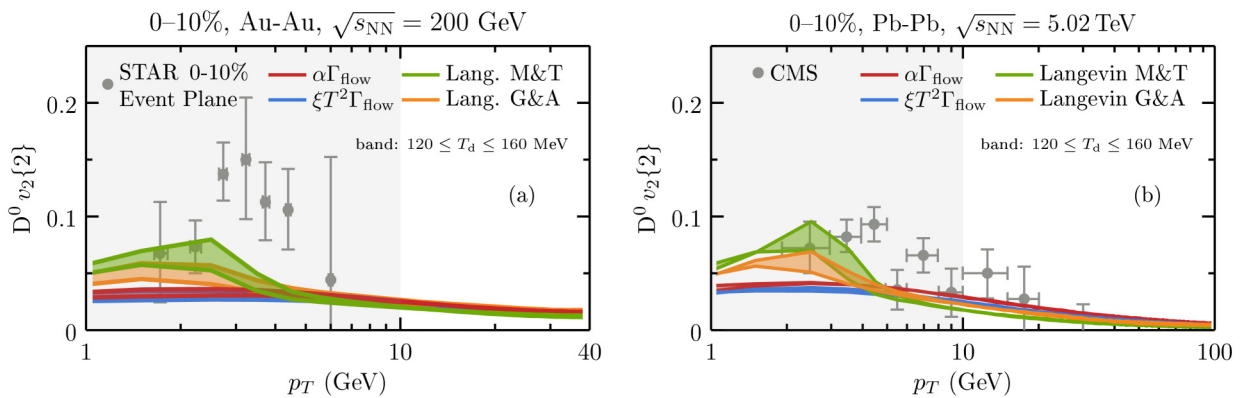 0–10%, Au-Au, √sNN = 200 GeV
STAR 0-10%
Event Plane
αΓflow
ξT²Γflow
Lang. M&T
Lang. G&A
band: 120 ≤ Td ≤ 160 MeV
(a)
D⁰ v₂{2}
0.2
0.1
0
1
10
40
pT (GeV)
0–10%, Pb-Pb, √sNN = 5.02 TeV
CMS
αΓflow
ξT²Γflow
Langevin M&T
Langevin G&A
band: 120 ≤ Td ≤ 160 MeV
(b)
D⁰ v₂{2}
0.2
0.1
0
1
10
100
pT (GeV)